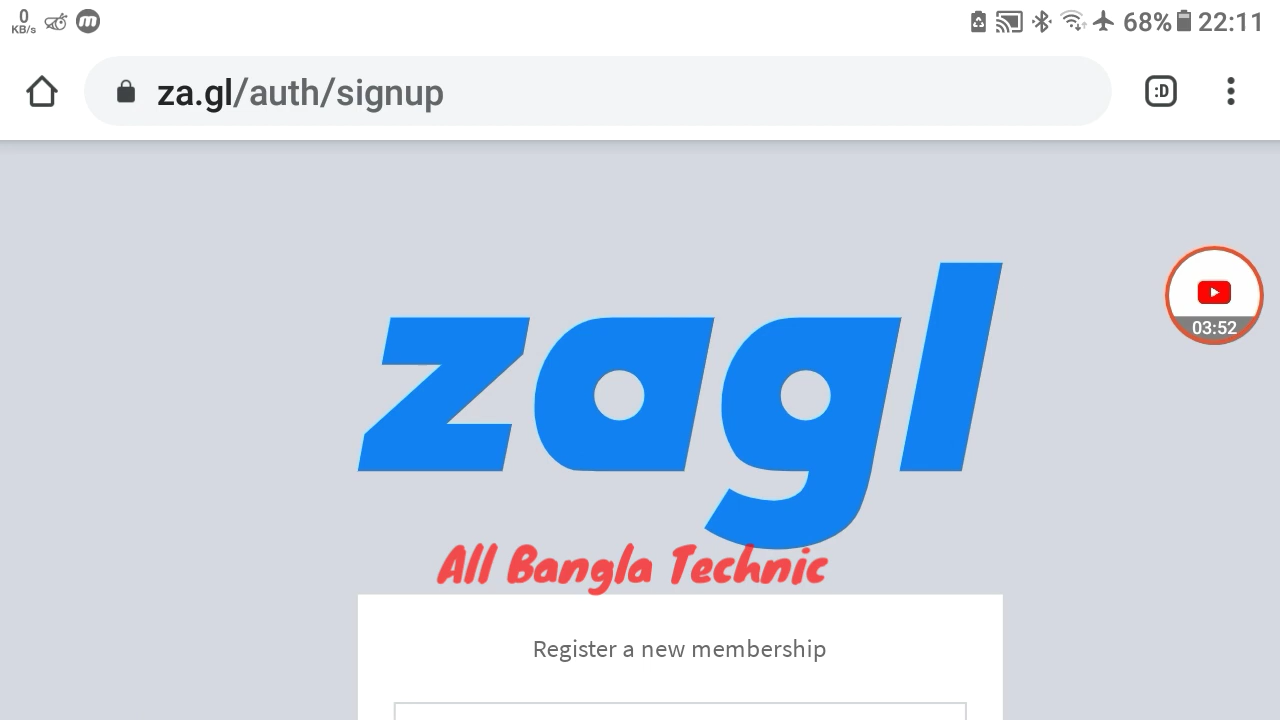 0
KB/s
m
68%
22:11
za.gl/auth/signup
:D
03:52
zagl
All Bangla Technic
Register a new membership